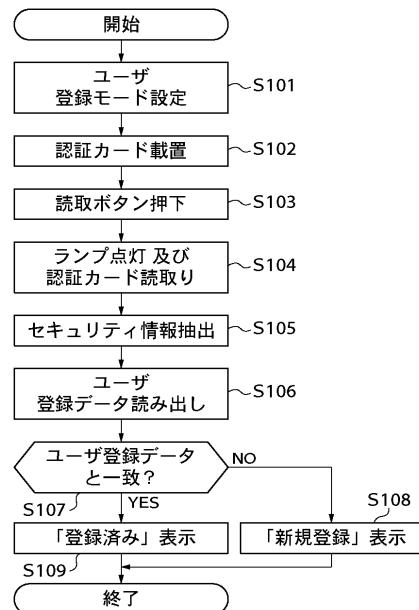 開始
ユーザ
登録モード設定
S101
認証カード載置
S102
読取ボタン押下
S103
ランプ点灯 及び
認証カード読取り
S104
セキュリティ情報抽出
S105
ユーザ
登録データ読み出し
S106
ユーザ登録データ
と一致？
NO
S107
YES
S108
「登録済み」表示
「新規登録」表示
S109
終了